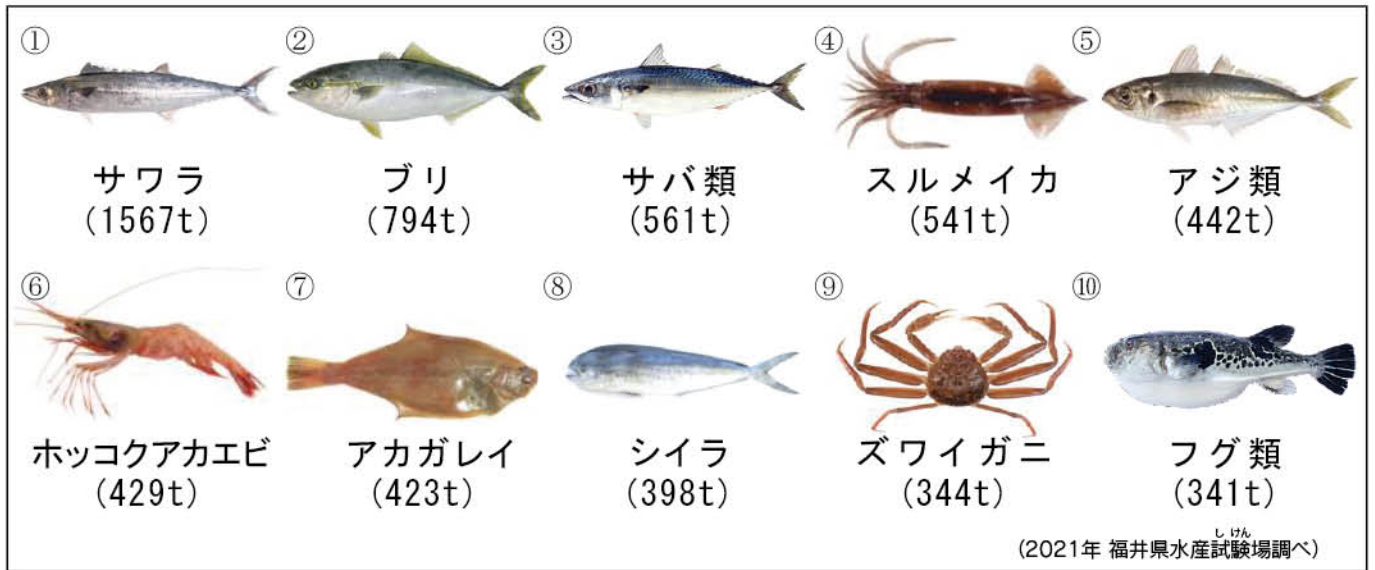 ① ② ③ ④ ⑤
サワラ ブリ サバ類 スルメイカ アジ類
(1567t) (794t) (561t) (541t) (442t)
⑥ ⑦ ⑧ ⑨ ⑩
ホッコクアカエビ アカガレイ シイラ ズワイガニ フグ類
(429t) (423t) (398t) (344t) (341t)
しけん
(2021年 福井県水産試験場調べ)